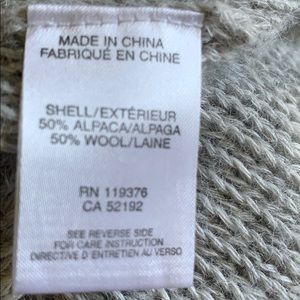 MADE IN CHINA
FABRIQUÉ EN CHINE
SHELL/EXTÉRIEUR
50% ALPACA/ALPAGA
50% WOOL/LAINE
RN 119376
CA 52192
SEE REVERSE SIDE
FOR CARE INSTRUCTION
DIRECTIVE D'ENTRETIEN AU VERSO